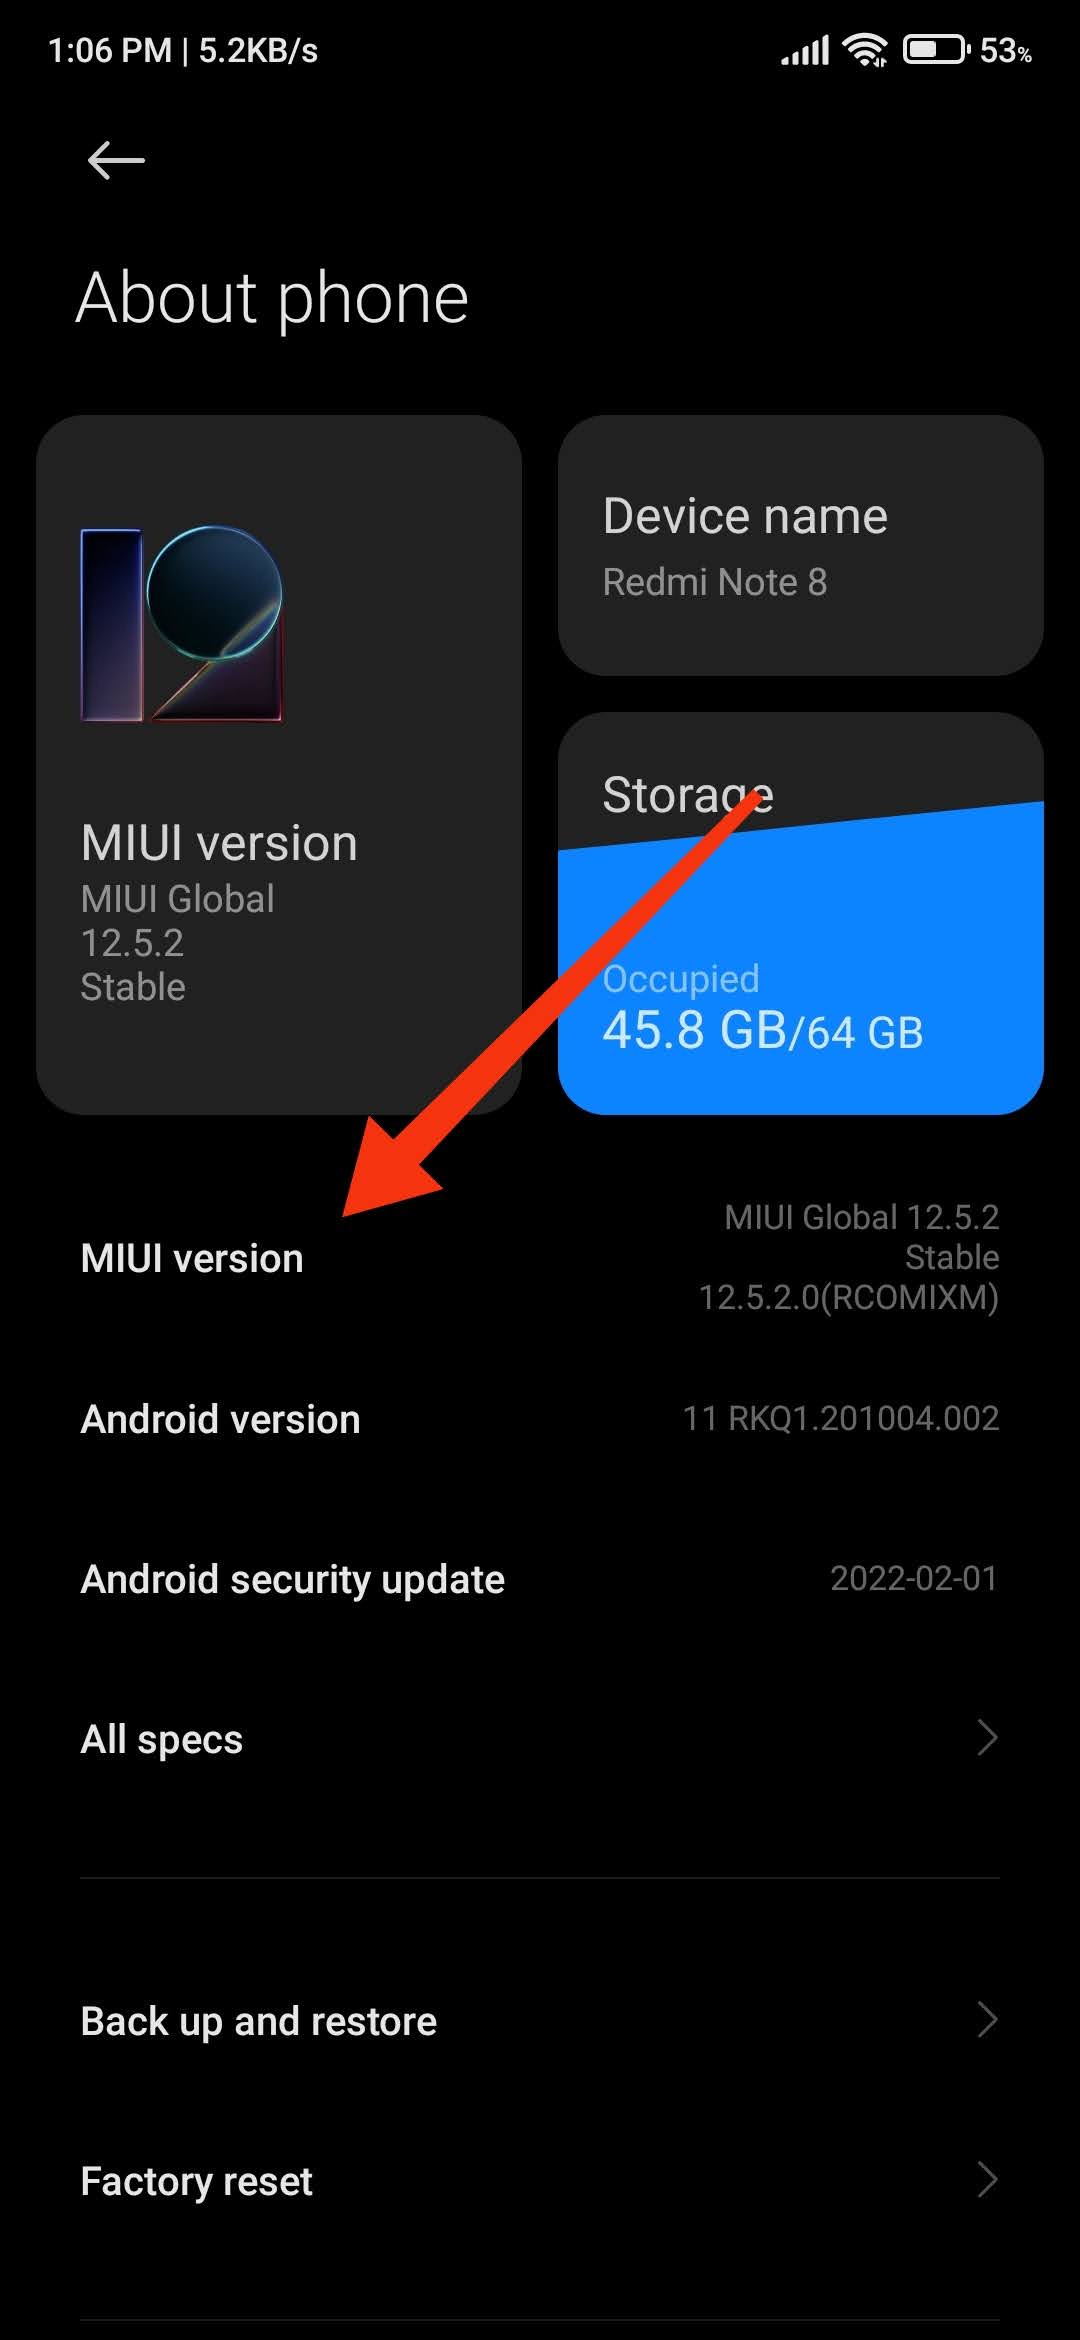 1:06 PM | 5.2KB/s
53%
About phone
12
MIUI version
MIUI Global
12.5.2
Stable
Device name
Redmi Note 8
Storage
Occupied
45.8 GB/64 GB
MIUI version
MIUI Global 12.5.2
Stable
12.5.2.0(RCOMIXM)
Android version
11 RKQ1.201004.002
Android security update
2022-02-01
All specs
Back up and restore
Factory reset